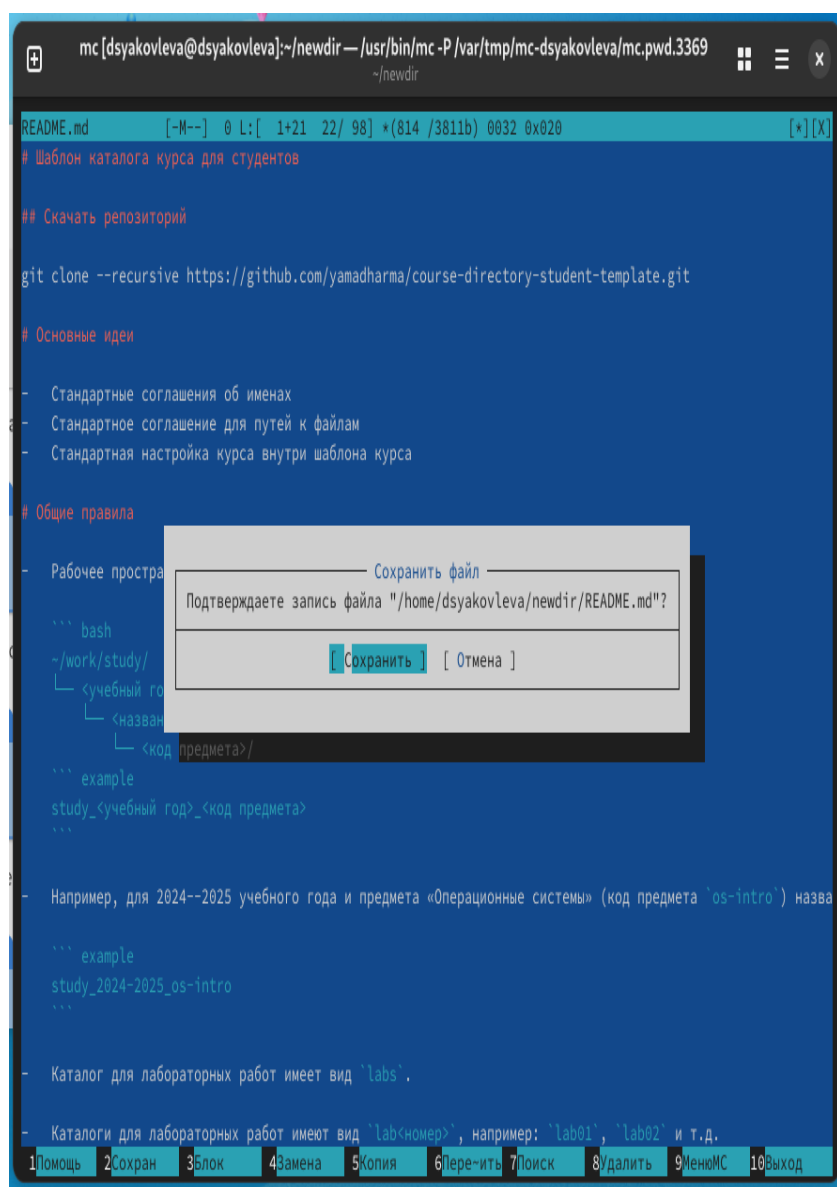 mc [dsyakovleva@dsyakovleva]:~/newdir — /usr/bin/mc -P /var/tmp/mc-dsyakovleva/mc.pwd.3369
~/newdir
README.md [-M--] 0 L:[ 1+21 22/ 98] *(814 /3811b) 0032 0x020 [*][X]
# Шаблон каталога курса для студентов
## Скачать репозиторий
git clone --recursive https://github.com/yamadharma/course-directory-student-template.git
# Основные идеи
- Стандартные соглашения об именах
- Стандартное соглашение для путей к файлам
- Стандартная настройка курса внутри шаблона курса
# Общие правила
- Рабочее простра
Сохранить файл
Подтверждаете запись файла "/home/dsyakovleva/newdir/README.md"?
[ Сохранить ] [ Отмена ]
``` bash
~/work/study/
└── <учебный го
└── <назван
└── <код предмета>/
``` example
study_<учебный год>_<код предмета>
```
- Например, для 2024--2025 учебного года и предмета «Операционные системы» (код предмета `os-intro`) назва
``` example
study_2024-2025_os-intro
```
- Каталог для лабораторных работ имеет вид `labs`.
- Каталоги для лабораторных работ имеют вид `lab<номер>`, например: `lab01`, `lab02` и т.д.
1Помощь 2Сохран 3Блок 4Замена 5Копия 6Пере~ить 7Поиск 8Удалить 9МенюMC 10Выход